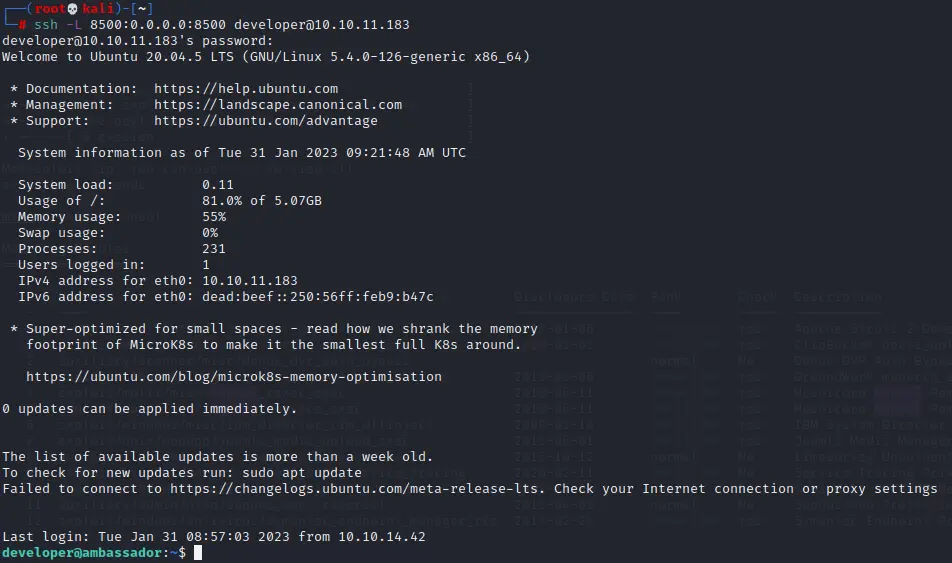 ┌──(root💀kali)-[~]
└─# ssh -L 8500:0.0.0.0:8500 developer@10.10.11.183
developer@10.10.11.183's password:
Welcome to Ubuntu 20.04.5 LTS (GNU/Linux 5.4.0-126-generic x86_64)
* Documentation:  https://help.ubuntu.com
* Management:     https://landscape.canonical.com
* Support:        https://ubuntu.com/advantage
System information as of Tue 31 Jan 2023 09:21:48 AM UTC
System load:           0.11
Usage of /:            81.0% of 5.07GB
Memory usage:          55%
Swap usage:            0%
Processes:             231
Users logged in:       1
IPv4 address for eth0: 10.10.11.183
IPv6 address for eth0: dead:beef::250:56ff:feb9:b47c
* Super-optimized for small spaces - read how we shrank the memory
footprint of MicroK8s to make it the smallest full K8s around.
https://ubuntu.com/blog/microk8s-memory-optimisation
0 updates can be applied immediately.
The list of available updates is more than a week old.
To check for new updates run: sudo apt update
Failed to connect to https://changelogs.ubuntu.com/meta-release-lts. Check your Internet connection or proxy settings
Last login: Tue Jan 31 08:57:03 2023 from 10.10.14.42
developer@ambassador:~$